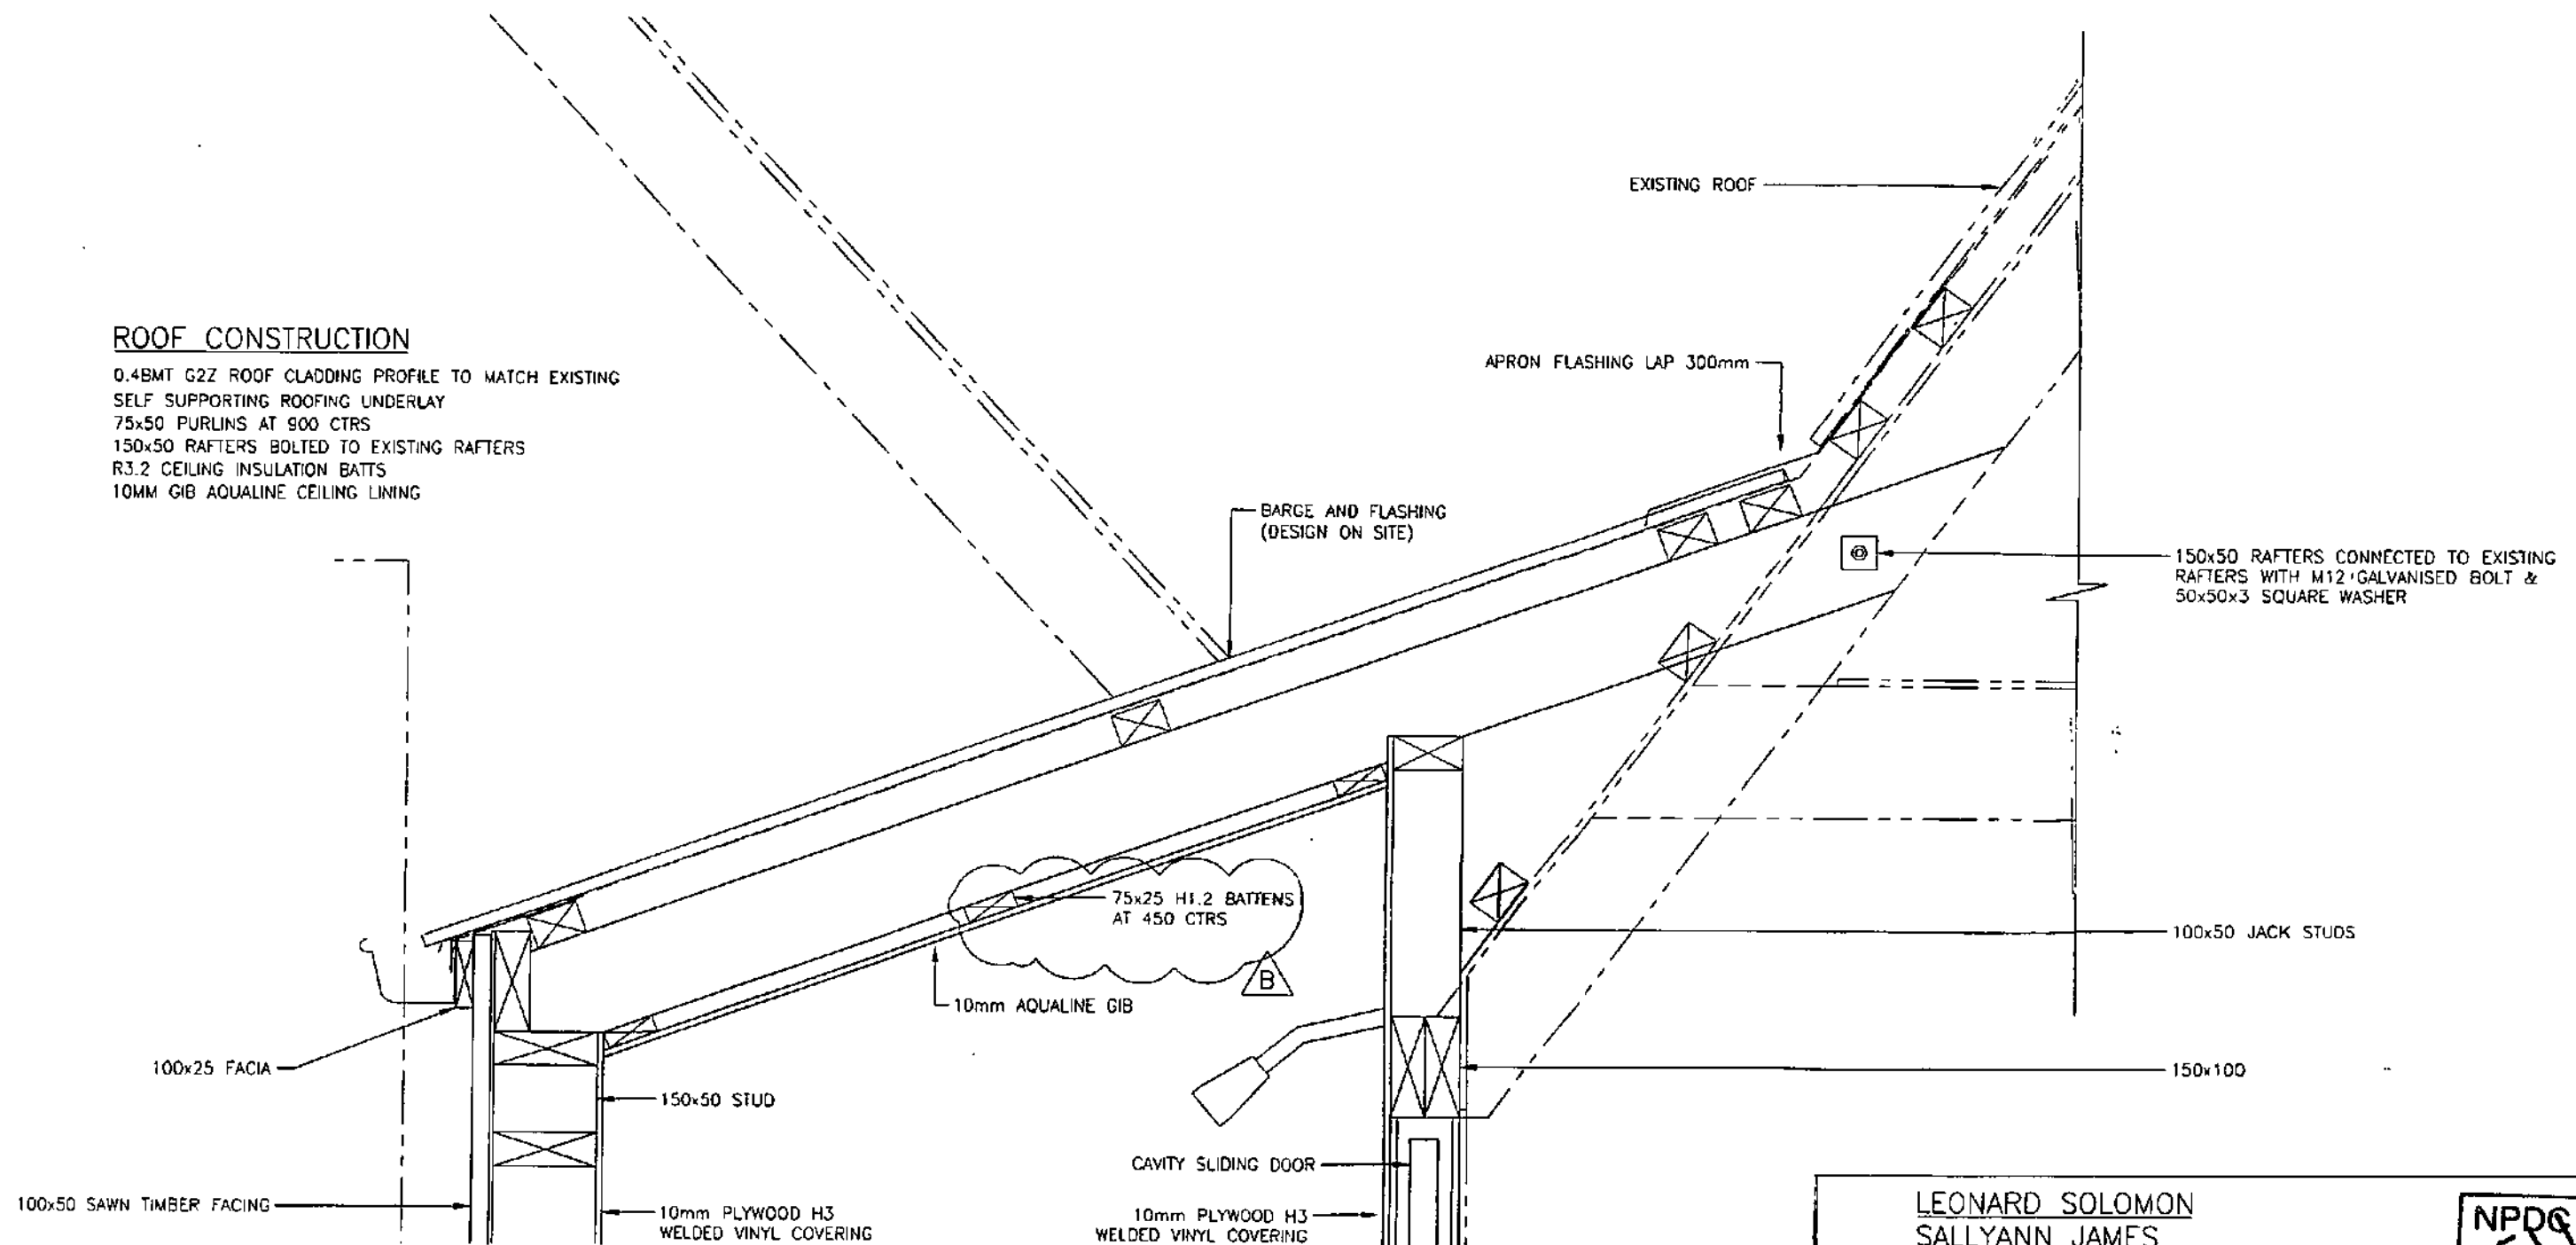 EXISTING ROOF
ROOF CONSTRUCTION
0.4BMT G2Z ROOF CLADDING PROFILE TO MATCH EXISTING
SELF SUPPORTING ROOFING UNDERLAY
75x50 PURLINS AT 900 CTRS
150x50 RAFTERS BOLTED TO EXISTING RAFTERS
R3.2 CEILING INSULATION BATTS
10MM GIB AQUALINE CEILING LINING
APRON FLASHING LAP 300mm
BARGE AND FLASHING
(DESIGN ON SITE)
150x50 RAFTERS CONNECTED TO EXISTING
RAFTERS WITH M12 GALVANISED BOLT &
50x50x3 SQUARE WASHER
75x25 H1.2 BATTENS
AT 450 CTRS
B
10mm AQUALINE GIB
100x50 JACK STUDS
100x25 FACIA
150x100
150x50 STUD
CAVITY SLIDING DOOR
100x50 SAWN TIMBER FACING
10mm PLYWOOD H3
WELDED VINYL COVERING
10mm PLYWOOD H3
WELDED VINYL COVERING
LEONARD SOLOMON
SALLYANN JAMES
NPDC